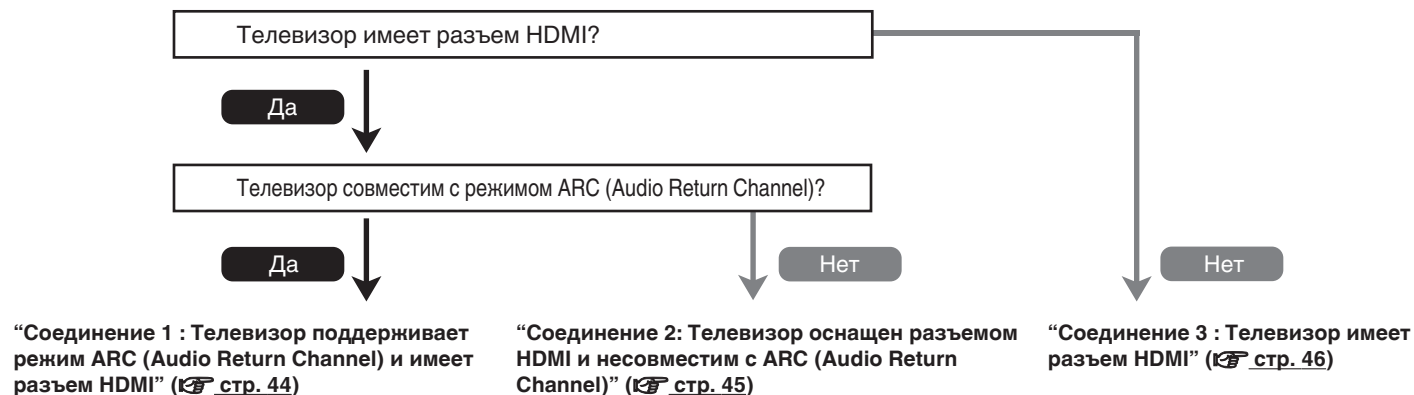 Телевизор имеет разъем HDMI?
Да
Телевизор совместим с режимом ARC (Audio Return Channel)?
Да
Нет
Нет
“Соединение 1 : Телевизор поддерживает
режим ARC (Audio Return Channel) и имеет
разъем HDMI” (стр. 44)
“Соединение 2: Телевизор оснащен разъемом
HDMI и несовместим с ARC (Audio Return
Channel)” (стр. 45)
“Соединение 3 : Телевизор имеет
разъем HDMI” (стр. 46)